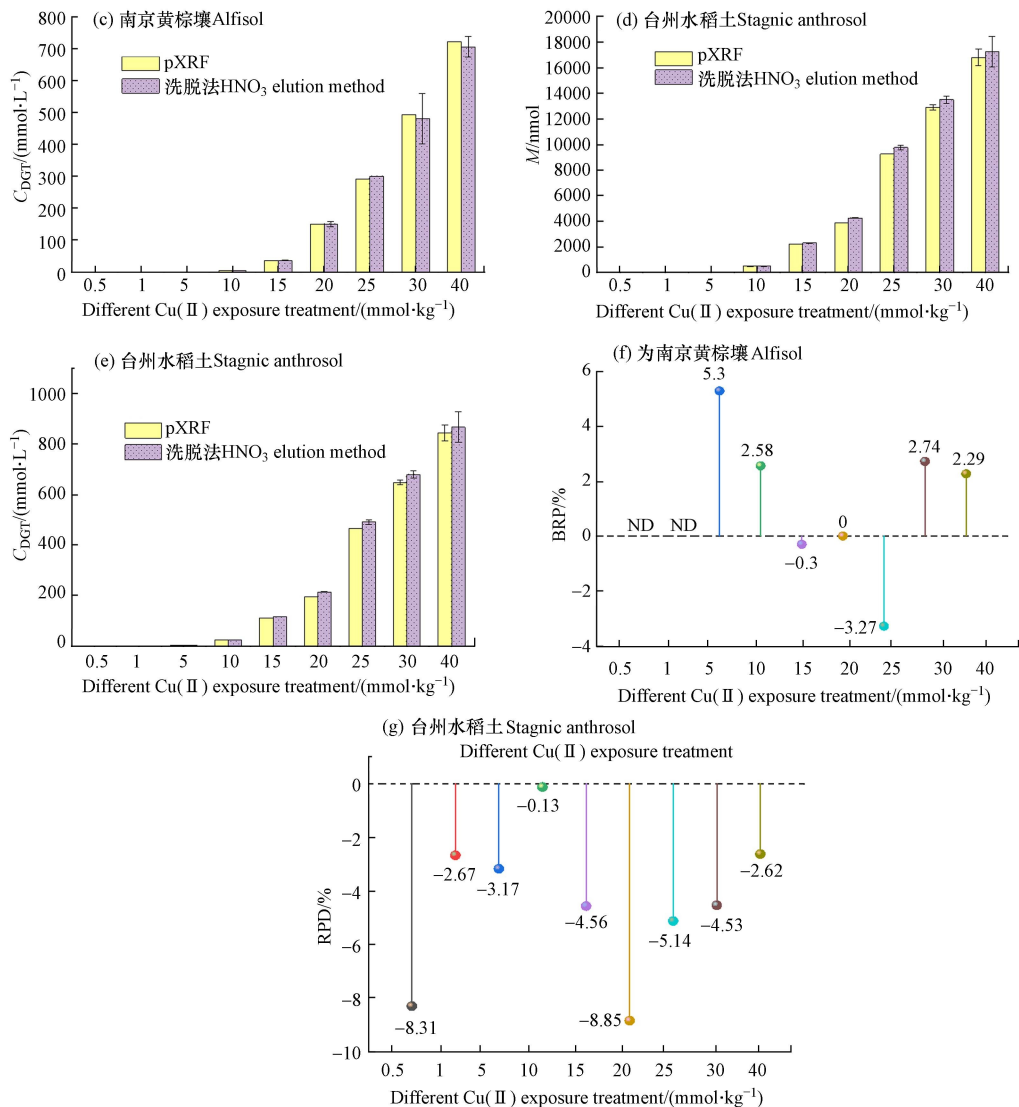 (c) 南京黄棕壤Alfisol
800
700
600
500
400
300
200
100
0
C_DGT/(mmol·L⁻¹)
pXRF
洗脱法HNO₃ elution method
0.5 1 5 10 15 20 25 30 40
Different Cu(Ⅱ) exposure treatment/(mmol·kg⁻¹)
(d) 台州水稻土Stagnic anthrosol
18000
16000
14000
12000
10000
8000
6000
4000
2000
0
M/nmol
pXRF
洗脱法HNO₃ elution method
0.5 1 5 10 15 20 25 30 40
Different Cu(Ⅱ) exposure treatment/(mmol·kg⁻¹)
(e) 台州水稻土Stagnic anthrosol
1000
800
600
400
200
0
C_DGT/(mmol·L⁻¹)
pXRF
洗脱法HNO₃ elution method
0.5 1 5 10 15 20 25 30 40
Different Cu(Ⅱ) exposure treatment/(mmol·kg⁻¹)
(f) 为南京黄棕壤Alfisol
6
4
2
0
−2
−4
BRP/%
ND ND
5.3
2.58
−0.3
0
−3.27
2.74
2.29
0.5 1 5 10 15 20 25 30 40
Different Cu(Ⅱ) exposure treatment/(mmol·kg⁻¹)
(g) 台州水稻土Stagnic anthrosol
Different Cu(Ⅱ) exposure treatment
0
−2
−4
−6
−8
−10
RPD/%
−8.31
−2.67
−3.17
−0.13
−4.56
−8.85
−5.14
−4.53
−2.62
0.5 1 5 10 15 20 25 30 40
Different Cu(Ⅱ) exposure treatment/(mmol·kg⁻¹)